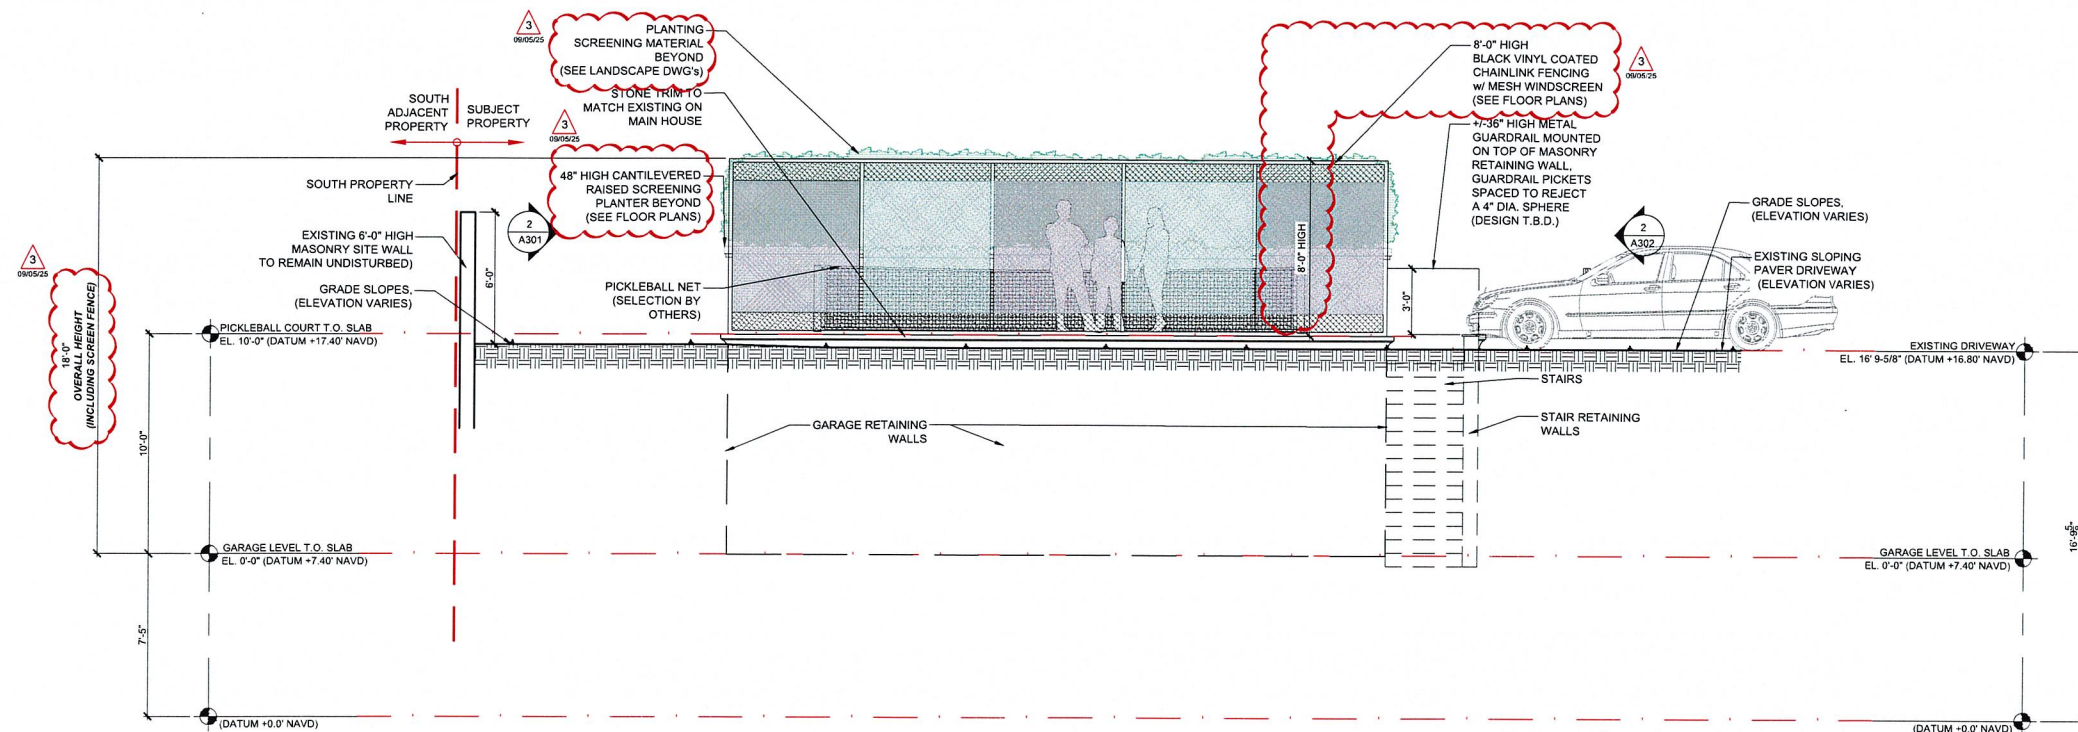 3
09/05/25
PLANTING
SCREENING MATERIAL
BEYOND
(SEE LANDSCAPE DWG's)
STONE TRIM TO
MATCH EXISTING ON
MAIN HOUSE
8'-0" HIGH
BLACK VINYL COATED
CHAINLINK FENCING
w/ MESH WINDSCREEN
(SEE FLOOR PLANS)
3
09/05/25
SOUTH
ADJACENT
PROPERTY
SUBJECT
PROPERTY
3
09/05/25
+/-36" HIGH METAL
GUARDRAIL MOUNTED
ON TOP OF MASONRY
RETAINING WALL,
GUARDRAIL PICKETS
SPACED TO REJECT
A 4" DIA. SPHERE
(DESIGN T.B.D.)
SOUTH PROPERTY
LINE
48" HIGH CANTILEVERED
RAISED SCREENING
PLANTER BEYOND
(SEE FLOOR PLANS)
GRADE SLOPES,
(ELEVATION VARIES)
2
A301
2
A302
EXISTING 6'-0" HIGH
MASONRY SITE WALL
TO REMAIN UNDISTURBED)
3
09/05/25
6'-0"
8'-0" HIGH
EXISTING SLOPING
PAVER DRIVEWAY
(ELEVATION VARIES)
GRADE SLOPES,
(ELEVATION VARIES)
PICKLEBALL NET
(SELECTION BY
OTHERS)
3'-0"
18'-0"
OVERALL HEIGHT
(INCLUDING SCREEN FENCE)
PICKLEBALL COURT T.O. SLAB
EL. 10'-0" (DATUM +17.40' NAVD)
EXISTING DRIVEWAY
EL. 16' 9-5/8" (DATUM +16.80' NAVD)
STAIRS
10'-0"
GARAGE RETAINING
WALLS
STAIR RETAINING
WALLS
GARAGE LEVEL T.O. SLAB
EL. 0'-0" (DATUM +7.40' NAVD)
GARAGE LEVEL T.O. SLAB
EL. 0'-0" (DATUM +7.40' NAVD)
7'-5"
(DATUM +0.0' NAVD)
(DATUM +0.0' NAVD)